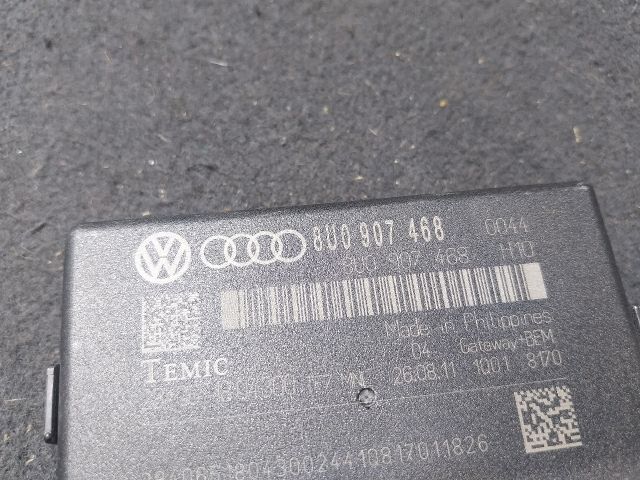 8U0 907 468 0044
8U0 907 468 H10
Made in Philippines
04 Gateway+BEM
TEMIC
26.08.11 1001 8170